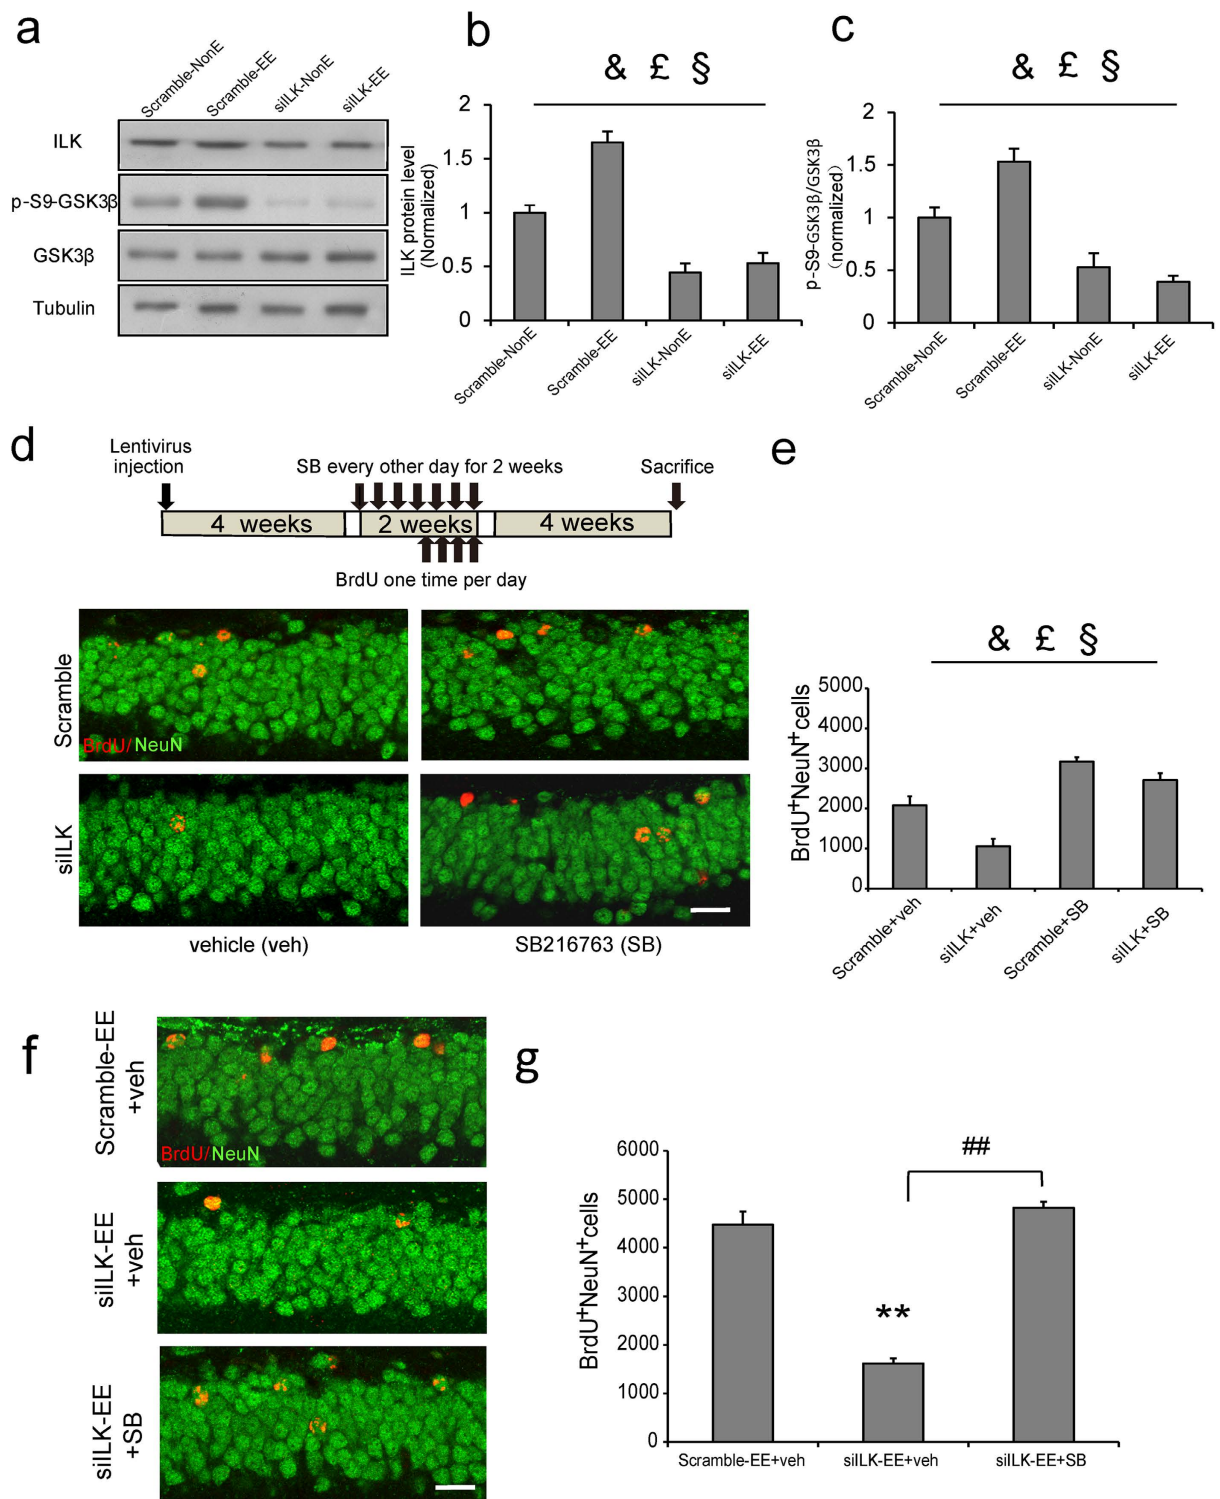 a
Scramble-NonE
Scramble-EE
siILK-NonE
siILK-EE
ILK
p-S9-GSK3β
GSK3β
Tubulin
b
& £ §
ILK protein level
(Normalized)
2
1.5
1
0.5
0
Scramble-NonE
Scramble-EE
siILK-NonE
siILK-EE
c
& £ §
p-S9-GSK3β/GSK3β
(normalized)
2
1.5
1
0.5
0
Scramble-NonE
Scramble-EE
siILK-NonE
siILK-EE
d
Lentivirus
injection
SB every other day for 2 weeks
Sacrifice
4 weeks
2 weeks
4 weeks
BrdU one time per day
Scramble
BrdU/NeuN
siILK
vehicle (veh)
SB216763 (SB)
e
& £ §
BrdU+NeuN+cells
5000
4000
3000
2000
1000
0
Scramble+veh
siILK+veh
Scramble+SB
siILK+SB
f
Scramble-EE
+veh
BrdU/NeuN
siILK-EE
+veh
siILK-EE
+SB
g
BrdU+NeuN+cells
6000
5000
4000
3000
2000
1000
0
##
**
Scramble-EE+veh
siILK-EE+veh
siILK-EE+SB